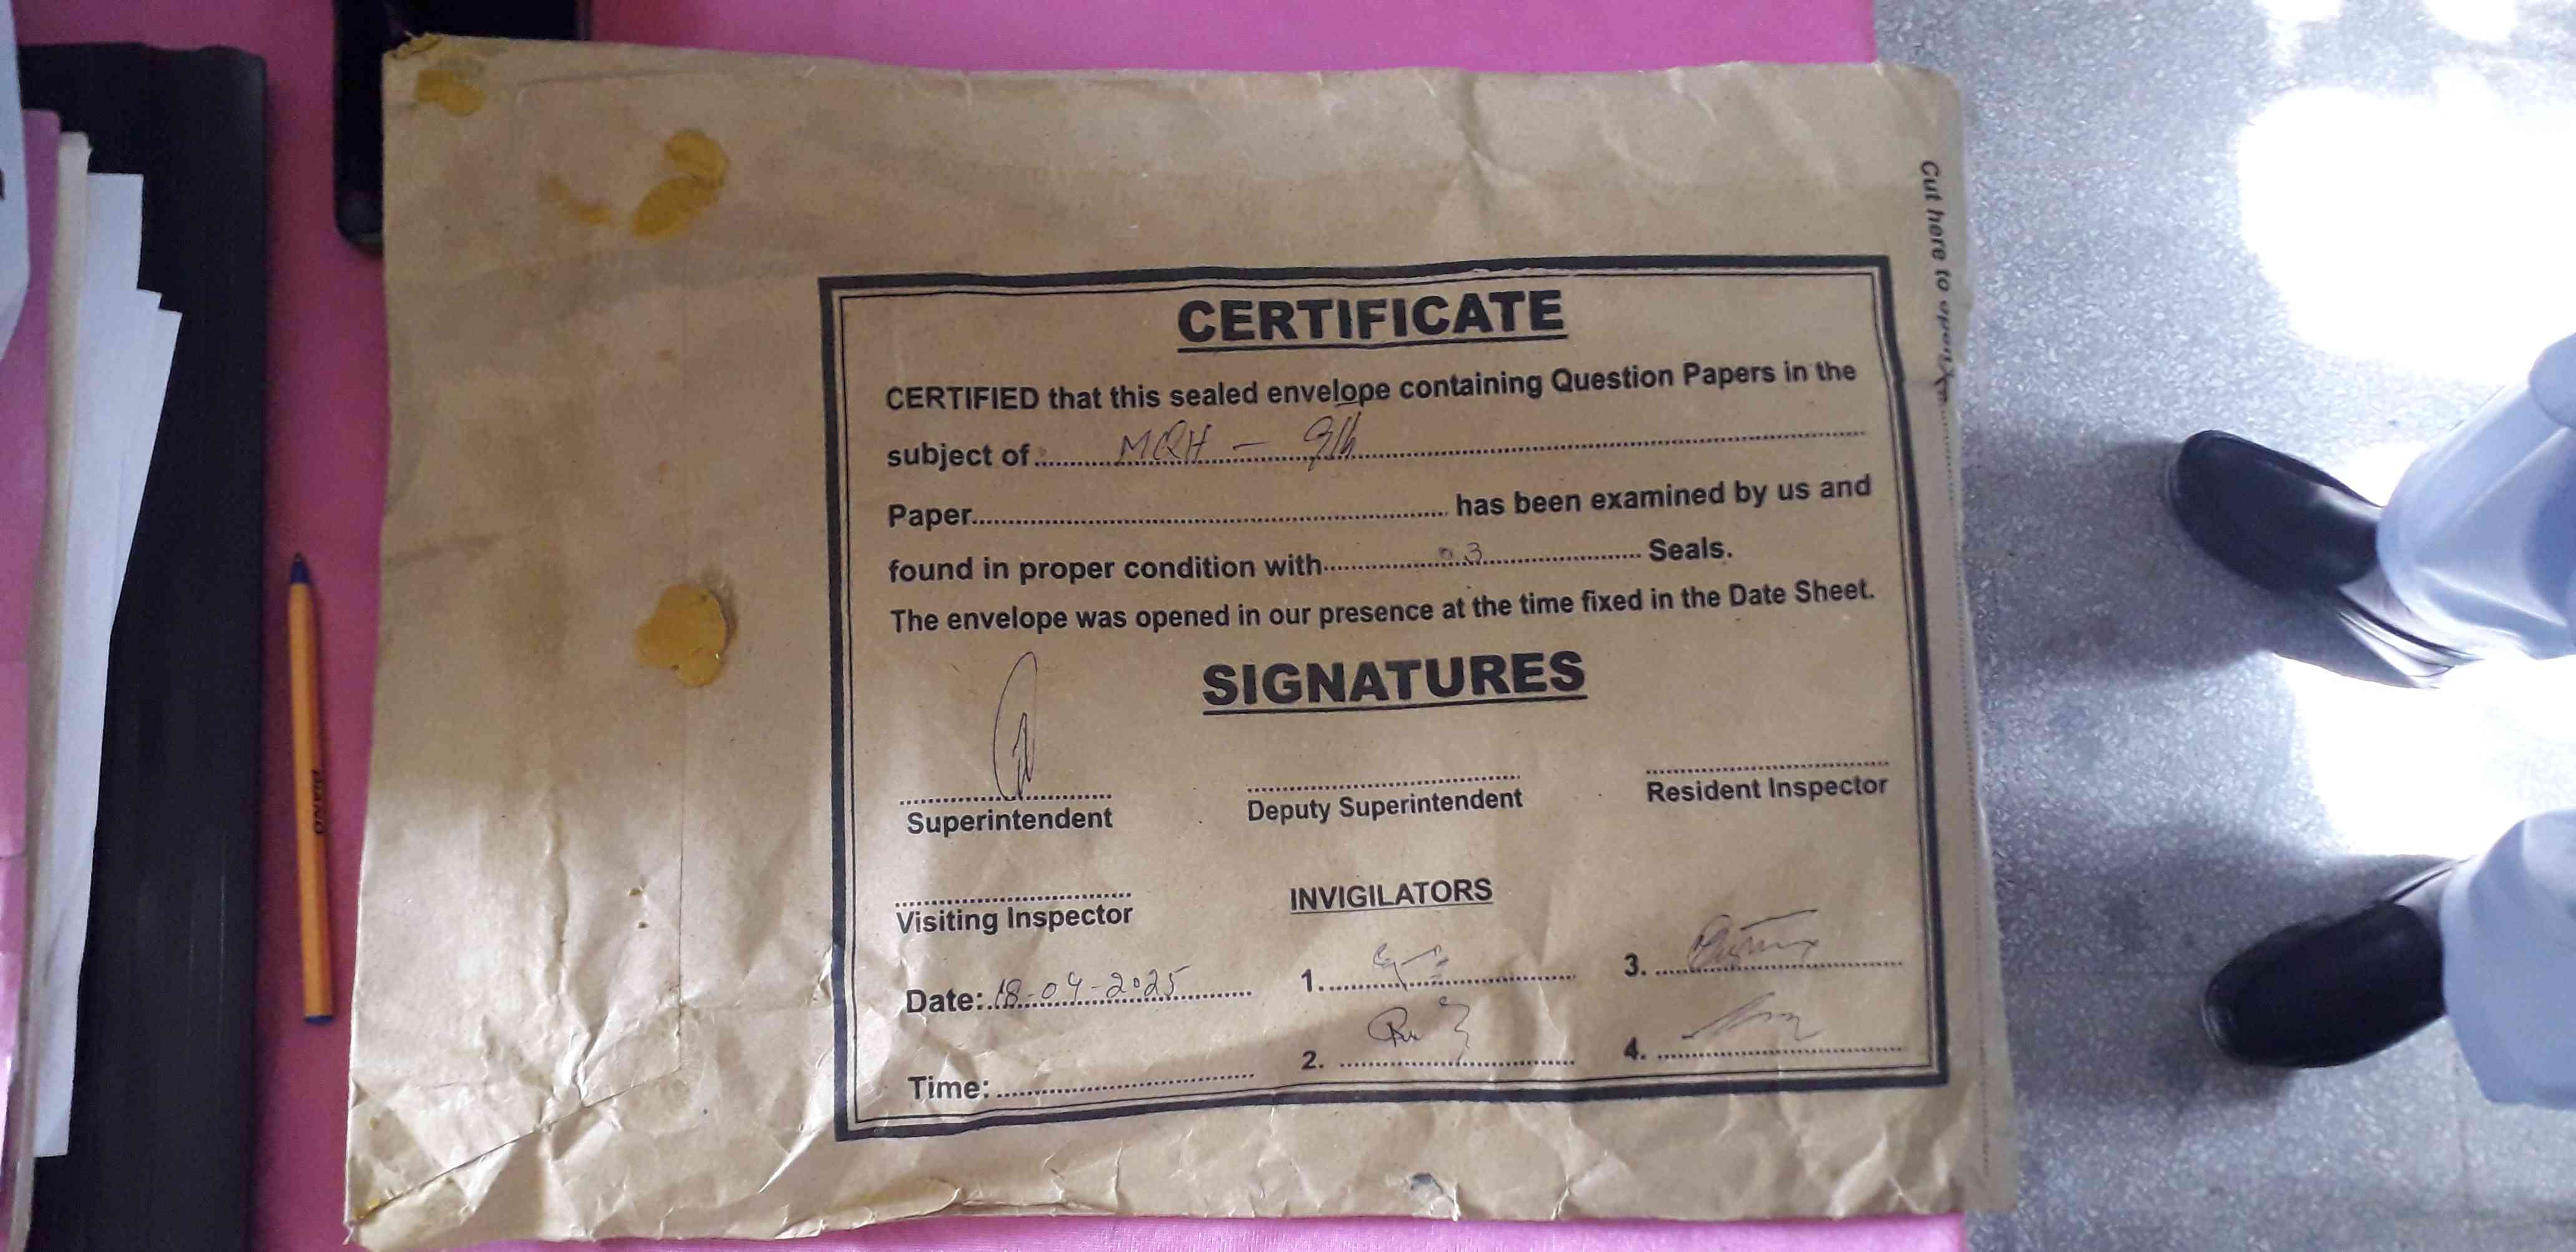 CERTIFICATE
CERTIFIED that this sealed envelope containing Question Papers in the
subject of MQH - 9th
Paper has been examined by us and
found in proper condition with 03 Seals.
The envelope was opened in our presence at the time fixed in the Date Sheet.
SIGNATURES
Superintendent
Deputy Superintendent
Resident Inspector
Visiting Inspector
INVIGILATORS
Date: 18-04-2025
1.
3.
Time:
2.
4.
Cut here to open